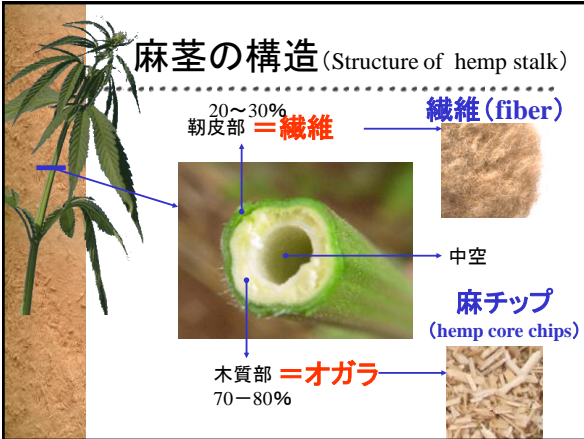 麻茎の構造(Structure of hemp stalk)
20～30%
靭皮部＝繊維
繊維(fiber)
中空
麻チップ
(hemp core chips)
木質部＝オガラ
70－80%